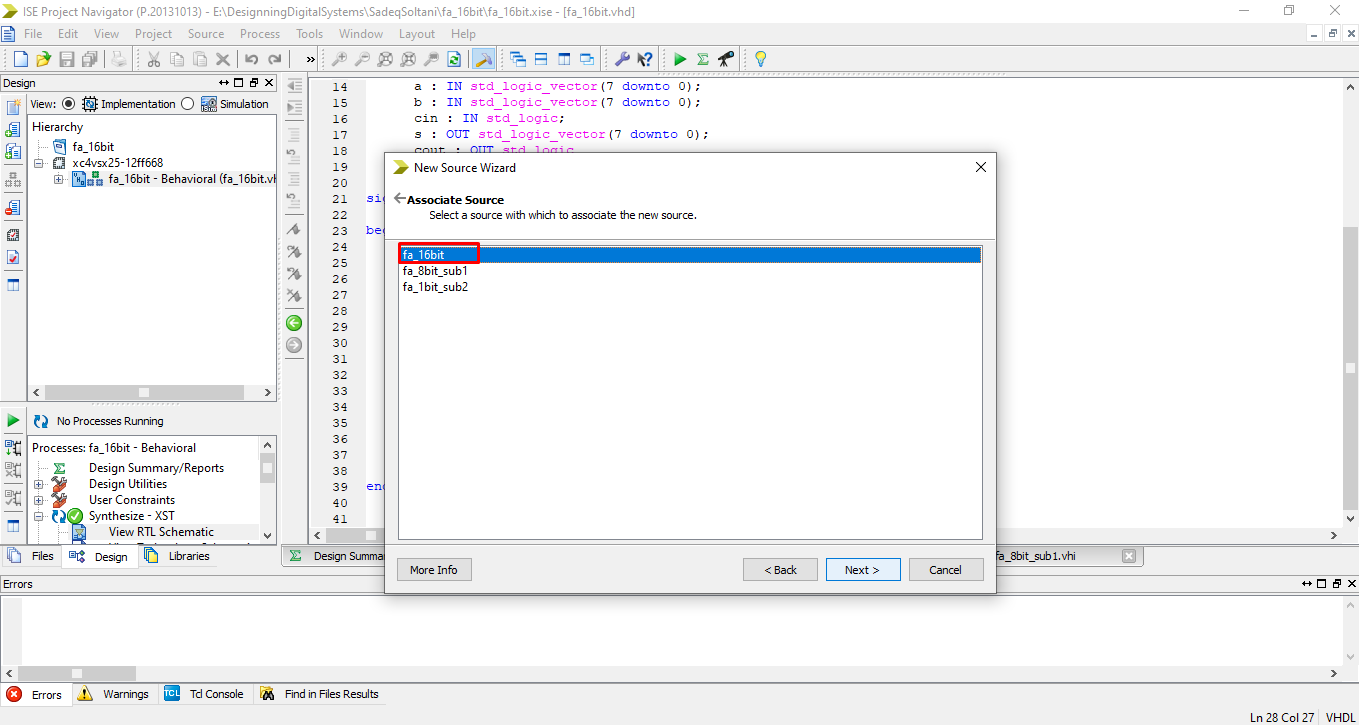 ISE Project Navigator (P.20131013) - E:\DesignningDigitalSystems\SadeqSoltani\fa_16bit\fa_16bit.xise - [fa_16bit.vhd]
File Edit View Project Source Process Tools Window Layout Help
Design
View: Implementation Simulation
Hierarchy
fa_16bit
xc4vsx25-12ff668
fa_16bit - Behavioral (fa_16bit.vh
14 a : IN std_logic_vector(7 downto 0);
15 b : IN std_logic_vector(7 downto 0);
16 cin : IN std_logic;
17 s : OUT std_logic_vector(7 downto 0);
18 cout : OUT std_logic
19
20
21 sig
22
23 beg
24
25
26
27
28
29
30
31
32
33
34
35
36
37
38
39 end
40
41
New Source Wizard
Associate Source
Select a source with which to associate the new source.
fa_16bit
fa_8bit_sub1
fa_1bit_sub2
More Info
< Back
Next >
Cancel
No Processes Running
Processes: fa_16bit - Behavioral
Design Summary/Reports
Design Utilities
User Constraints
Synthesize - XST
View RTL Schematic
Files Design Libraries
Design Summa
fa_8bit_sub1.vhi
Errors
Errors Warnings TCL Tcl Console Find in Files Results
Ln 28 Col 27 VHDL